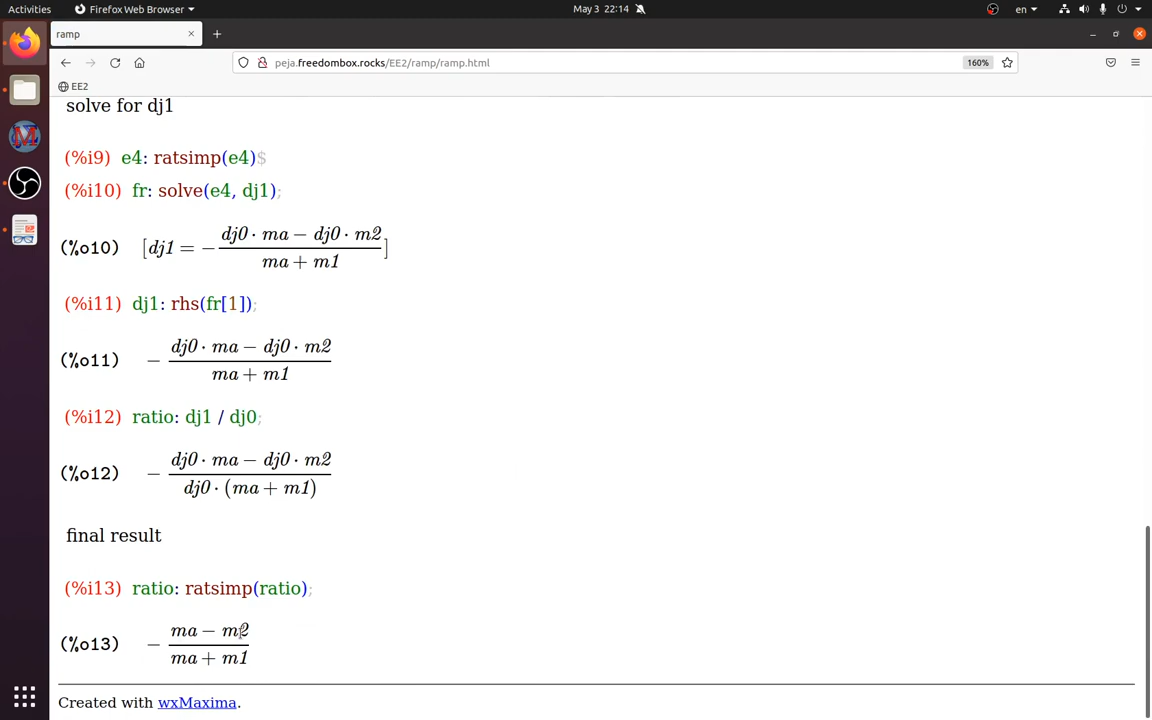 Activities Firefox Web Browser May 3 22:14 en
ramp
peja.freedombox.rocks/EE2/ramp/ramp.html 160%
EE2
solve for dj1
(%i9) e4: ratsimp(e4)$
(%i10) fr: solve(e4, dj1);
(%o10) [dj1 = − (dj0 · ma − dj0 · m2) / (ma + m1)]
(%i11) dj1: rhs(fr[1]);
(%o11) − (dj0 · ma − dj0 · m2) / (ma + m1)
(%i12) ratio: dj1 / dj0;
(%o12) − (dj0 · ma − dj0 · m2) / (dj0 · (ma + m1))
final result
(%i13) ratio: ratsimp(ratio);
(%o13) − (ma − m2) / (ma + m1)
Created with wxMaxima.